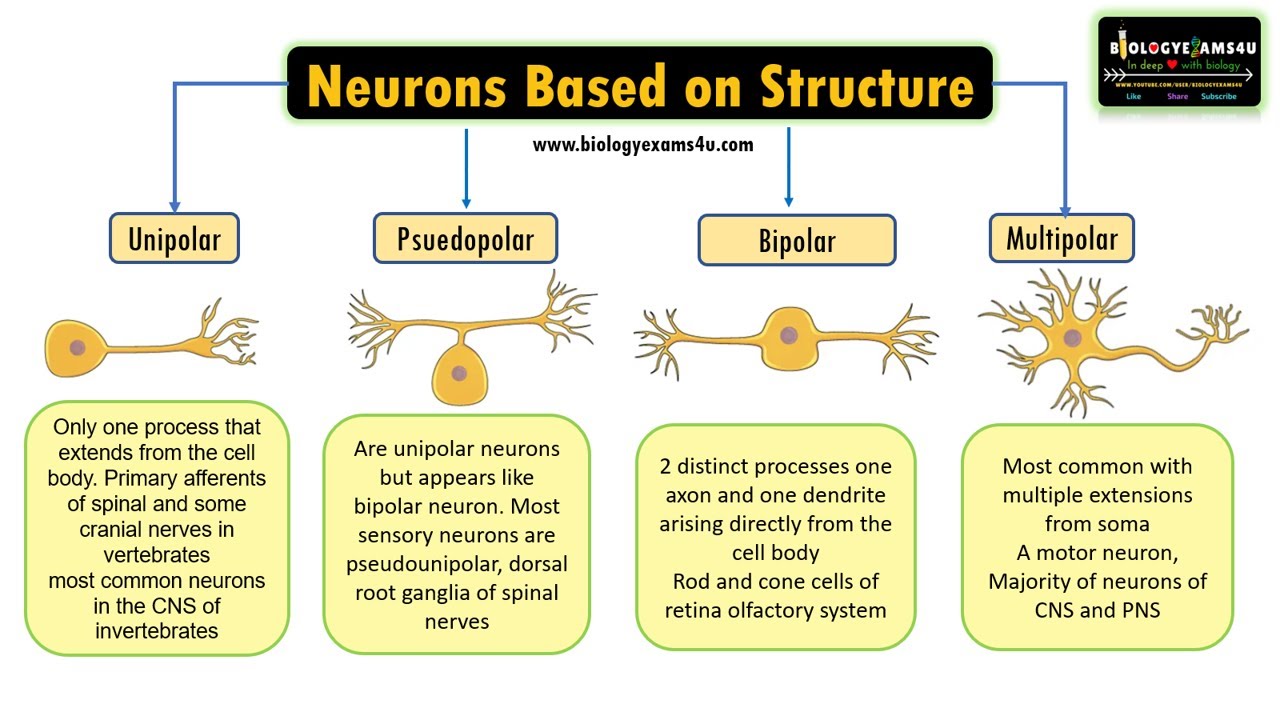 BIOLOGYEXAMS4U
In deep ❤ with biology
WWW.YOUTUBE.COM/USER/BIOLOGYEXAMS4U
Like Share Subscribe
Neurons Based on Structure
www.biologyexams4u.com
Unipolar
Psuedopolar
Bipolar
Multipolar
Only one process that
extends from the cell
body. Primary afferents
of spinal and some
cranial nerves in
vertebrates
most common neurons
in the CNS of
invertebrates
Are unipolar neurons
but appears like
bipolar neuron. Most
sensory neurons are
pseudounipolar, dorsal
root ganglia of spinal
nerves
2 distinct processes one
axon and one dendrite
arising directly from the
cell body
Rod and cone cells of
retina olfactory system
Most common with
multiple extensions
from soma
A motor neuron,
Majority of neurons of
CNS and PNS